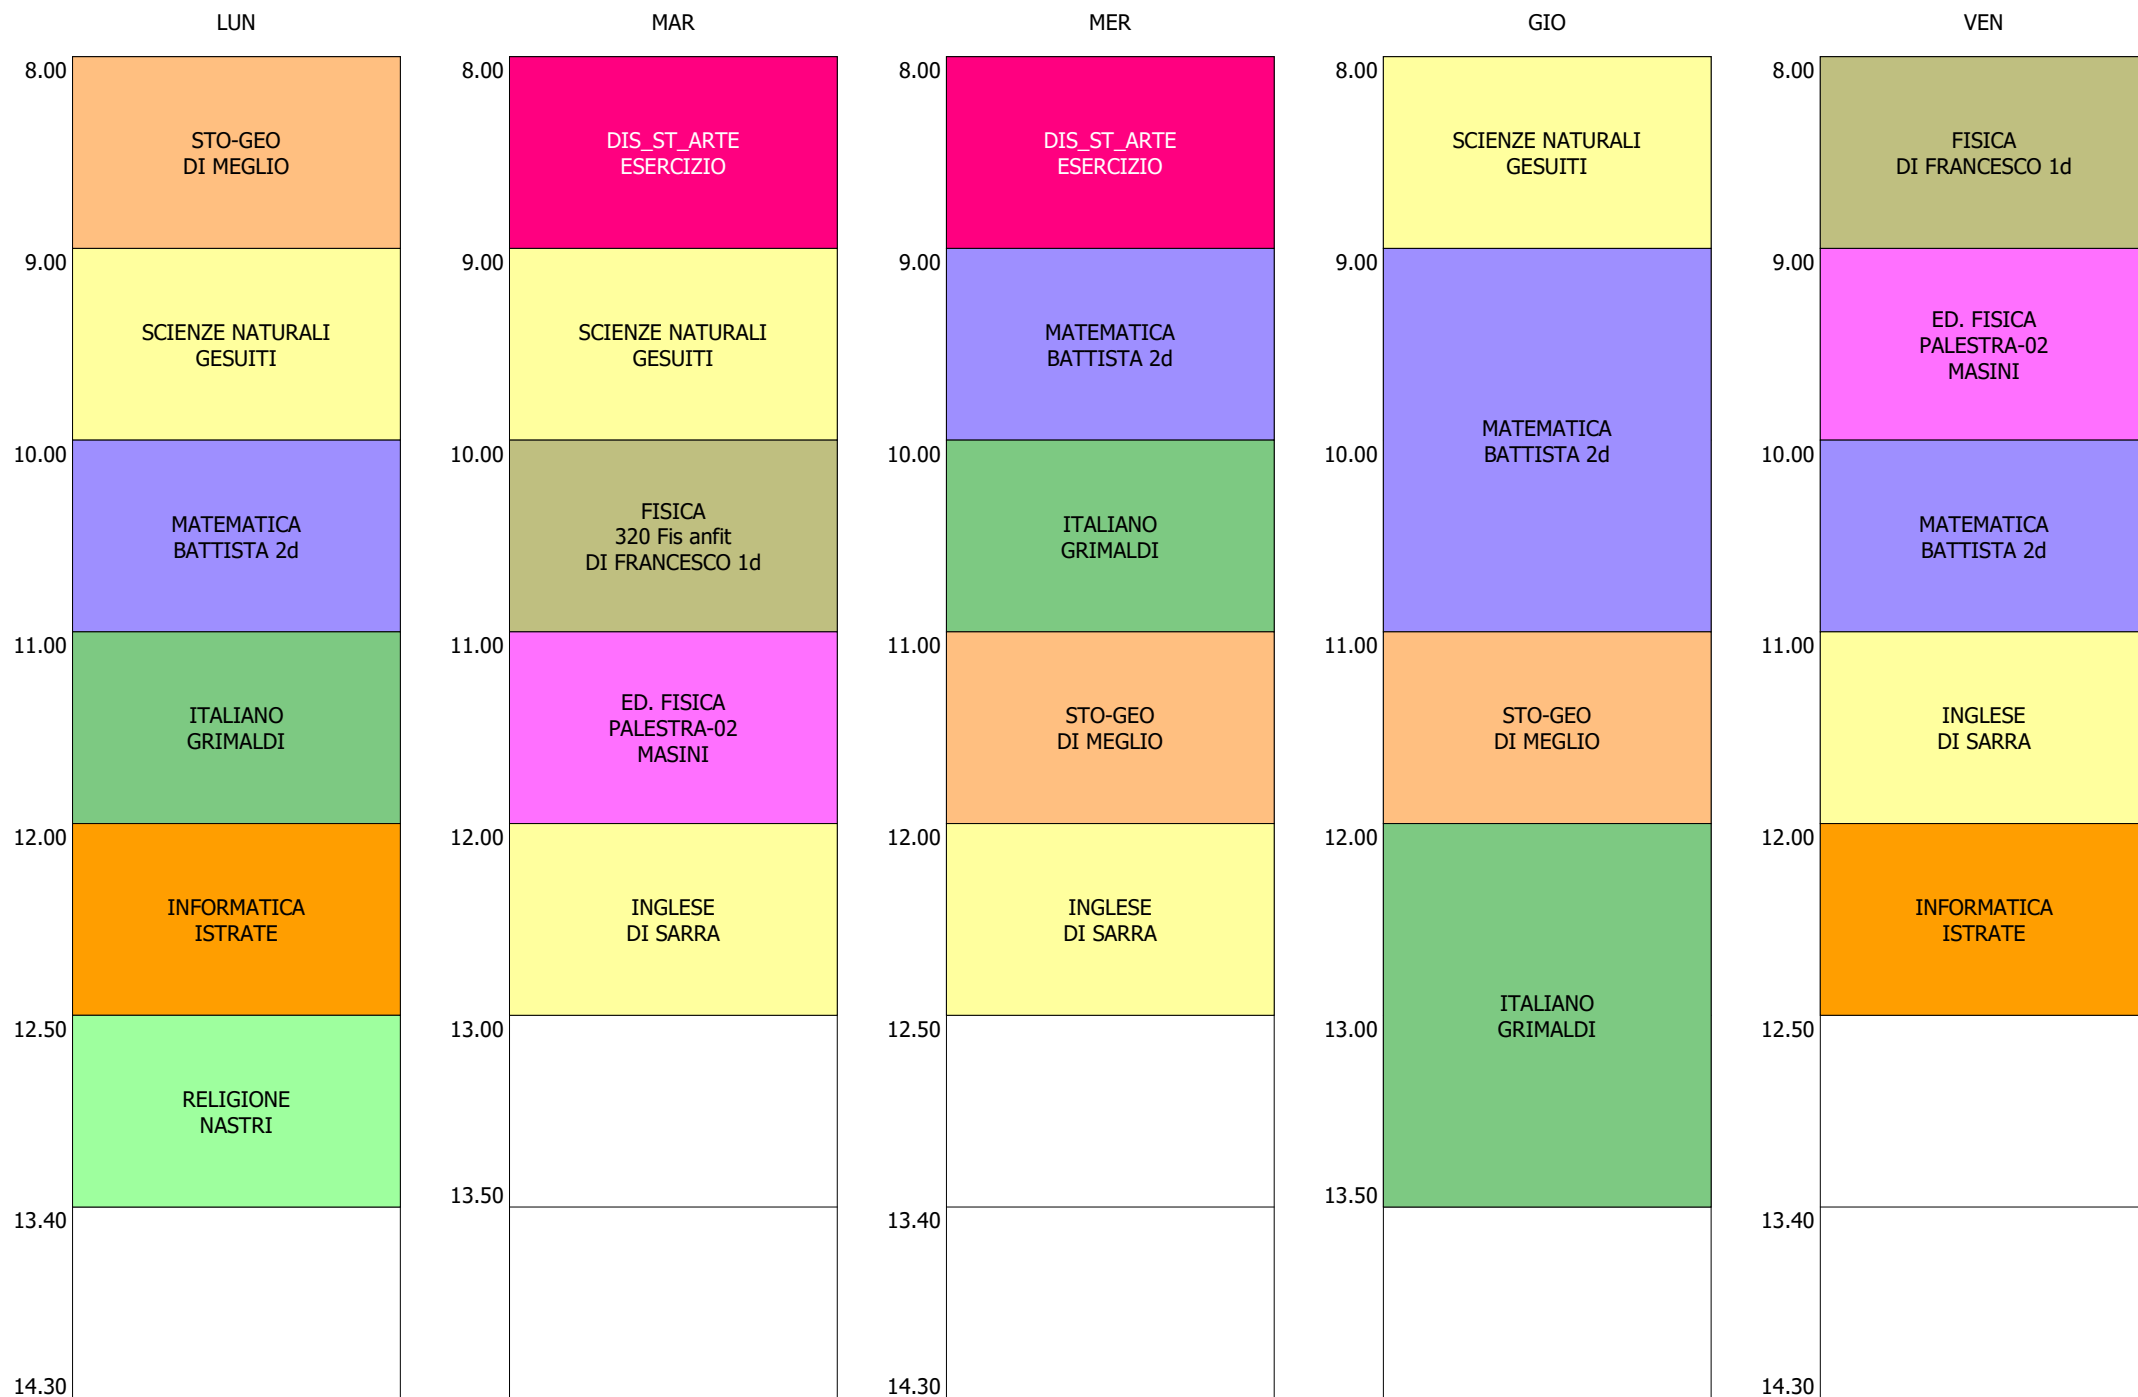 LUN
8.00
STO-GEO
DI MEGLIO
9.00
SCIENZE NATURALI
GESUITI
10.00
MATEMATICA
BATTISTA 2d
11.00
ITALIANO
GRIMALDI
12.00
INFORMATICA
ISTRATE
12.50
RELIGIONE
NASTRI
13.40
14.30
MAR
8.00
DIS_ST_ARTE
ESERCIZIO
9.00
SCIENZE NATURALI
GESUITI
10.00
FISICA
320 Fis anfit
DI FRANCESCO 1d
11.00
ED. FISICA
PALESTRA-02
MASINI
12.00
INGLESE
DI SARRA
13.00
13.50
MER
8.00
DIS_ST_ARTE
ESERCIZIO
9.00
MATEMATICA
BATTISTA 2d
10.00
ITALIANO
GRIMALDI
11.00
STO-GEO
DI MEGLIO
12.00
INGLESE
DI SARRA
12.50
13.40
14.30
GIO
8.00
SCIENZE NATURALI
GESUITI
9.00
MATEMATICA
BATTISTA 2d
10.00
11.00
STO-GEO
DI MEGLIO
12.00
ITALIANO
GRIMALDI
13.00
13.50
VEN
8.00
FISICA
DI FRANCESCO 1d
9.00
ED. FISICA
PALESTRA-02
MASINI
10.00
MATEMATICA
BATTISTA 2d
11.00
INGLESE
DI SARRA
12.00
INFORMATICA
ISTRATE
12.50
13.40
14.30